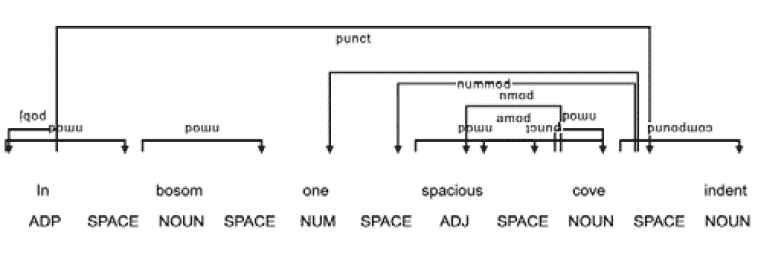 punct
nummod
nmod
pobj amod nmod
nmod nmod nmod punct compound
In bosom one spacious cove indent
ADP SPACE NOUN SPACE NUM SPACE ADJ SPACE NOUN SPACE NOUN